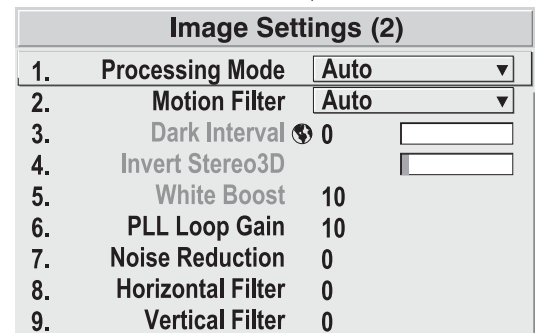 Image Settings (2)
1. Processing Mode Auto
2. Motion Filter Auto
3. Dark Interval 0
4. Invert Stereo3D
5. White Boost 10
6. PLL Loop Gain 10
7. Noise Reduction 0
8. Horizontal Filter 0
9. Vertical Filter 0